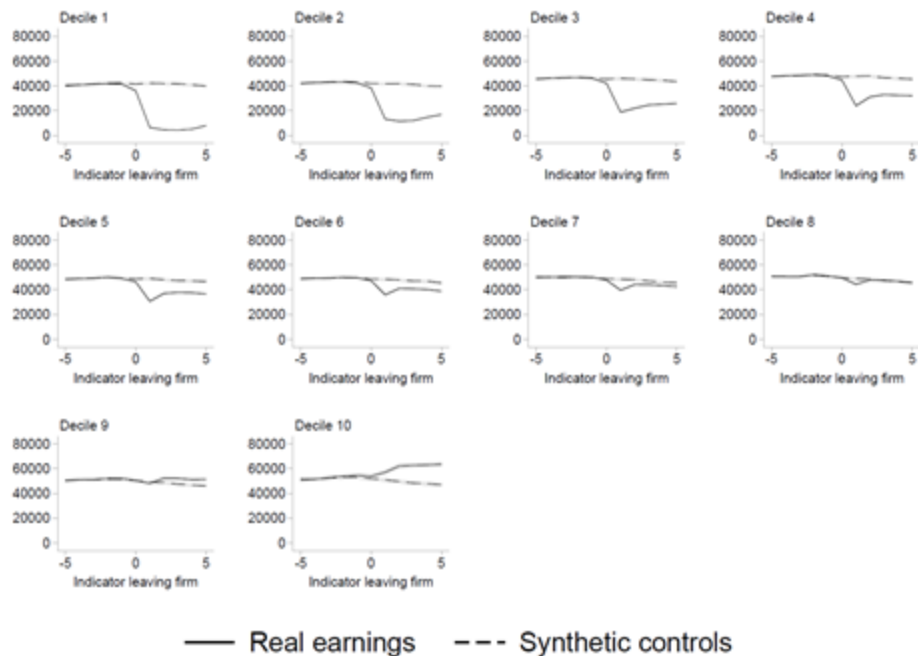 Decile 1
Decile 2
Decile 3
Decile 4
80000
60000
40000
20000
0
-5 0 5
Indicator leaving firm
80000
60000
40000
20000
0
-5 0 5
Indicator leaving firm
80000
60000
40000
20000
0
-5 0 5
Indicator leaving firm
80000
60000
40000
20000
0
-5 0 5
Indicator leaving firm
Decile 5
Decile 6
Decile 7
Decile 8
80000
60000
40000
20000
0
-5 0 5
Indicator leaving firm
80000
60000
40000
20000
0
-5 0 5
Indicator leaving firm
80000
60000
40000
20000
0
-5 0 5
Indicator leaving firm
80000
60000
40000
20000
0
-5 0 5
Indicator leaving firm
Decile 9
Decile 10
80000
60000
40000
20000
0
-5 0 5
Indicator leaving firm
80000
60000
40000
20000
0
-5 0 5
Indicator leaving firm
Real earnings Synthetic controls